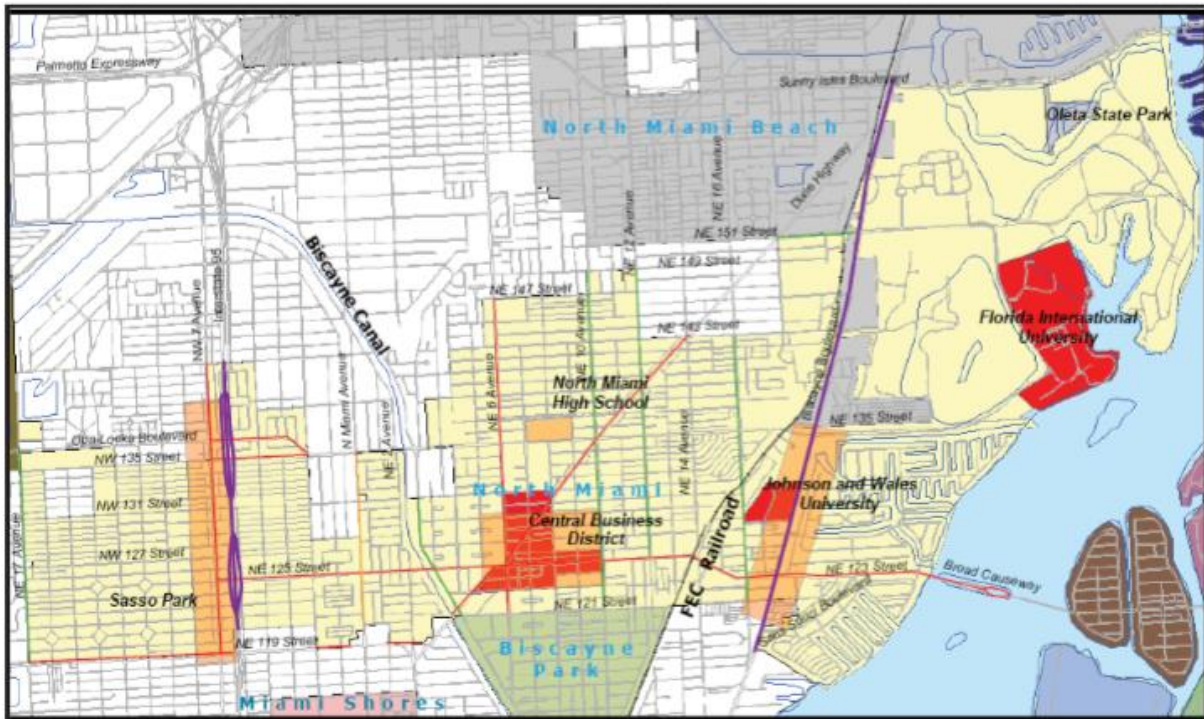 Palmetto Expressway
Sunny Isles Boulevard
Oleta State Park
North Miami Beach
NE 16 Avenue
Dixie Highway
NE 12 Avenue
NE 151 Street
Biscayne Canal
NE 149 Street
Interstate 95
NW 7 Avenue
NE 147 Street
NE 10 Avenue
NE 143 Street
Florida International
University
Biscayne Boulevard
NE 6 Avenue
North Miami
High School
N Miami Avenue
NE 2 Avenue
NE 14 Avenue
NE 135 Street
Opa-Locka Boulevard
NW 135 Street
North Miami
Johnson and Wales
University
NW 131 Street
Central Business
District
NE 17 Avenue
NW 127 Street
FEC Railroad
NE 125 Street
NE 123 Street
Broad Causeway
Sasso Park
NE 121 Street
Boulevard
NE 119 Street
Biscayne
Park
Miami Shores